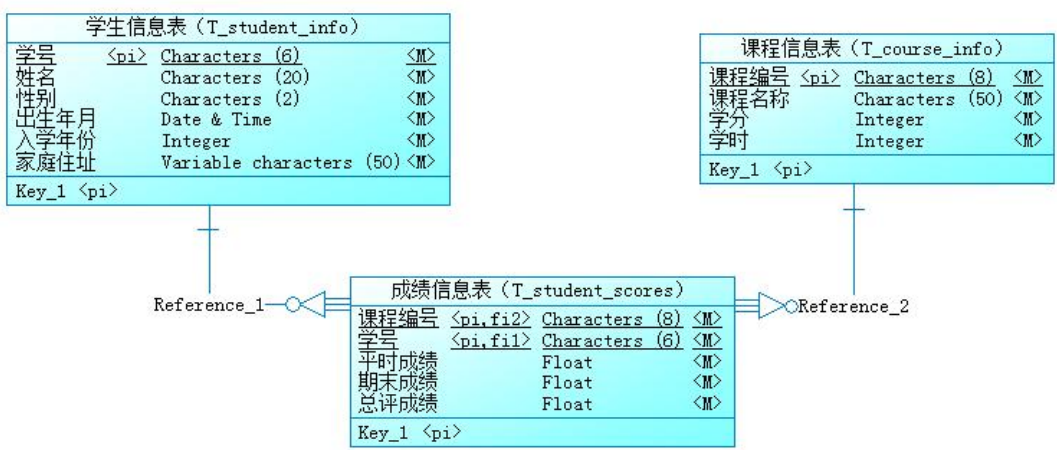 学生信息表（T_student_info）
学号 <pi> Characters (6) <M>
姓名 Characters (20) <M>
性别 Characters (2) <M>
出生年月 Date & Time <M>
入学年份 Integer <M>
家庭住址 Variable characters (50) <M>
Key_1 <pi>
课程信息表（T_course_info）
课程编号 <pi> Characters (8) <M>
课程名称 Characters (50) <M>
学分 Integer <M>
学时 Integer <M>
Key_1 <pi>
Reference_1
Reference_2
成绩信息表（T_student_scores）
课程编号 <pi,fi2> Characters (8) <M>
学号 <pi,fi1> Characters (6) <M>
平时成绩 Float <M>
期末成绩 Float <M>
总评成绩 Float <M>
Key_1 <pi>